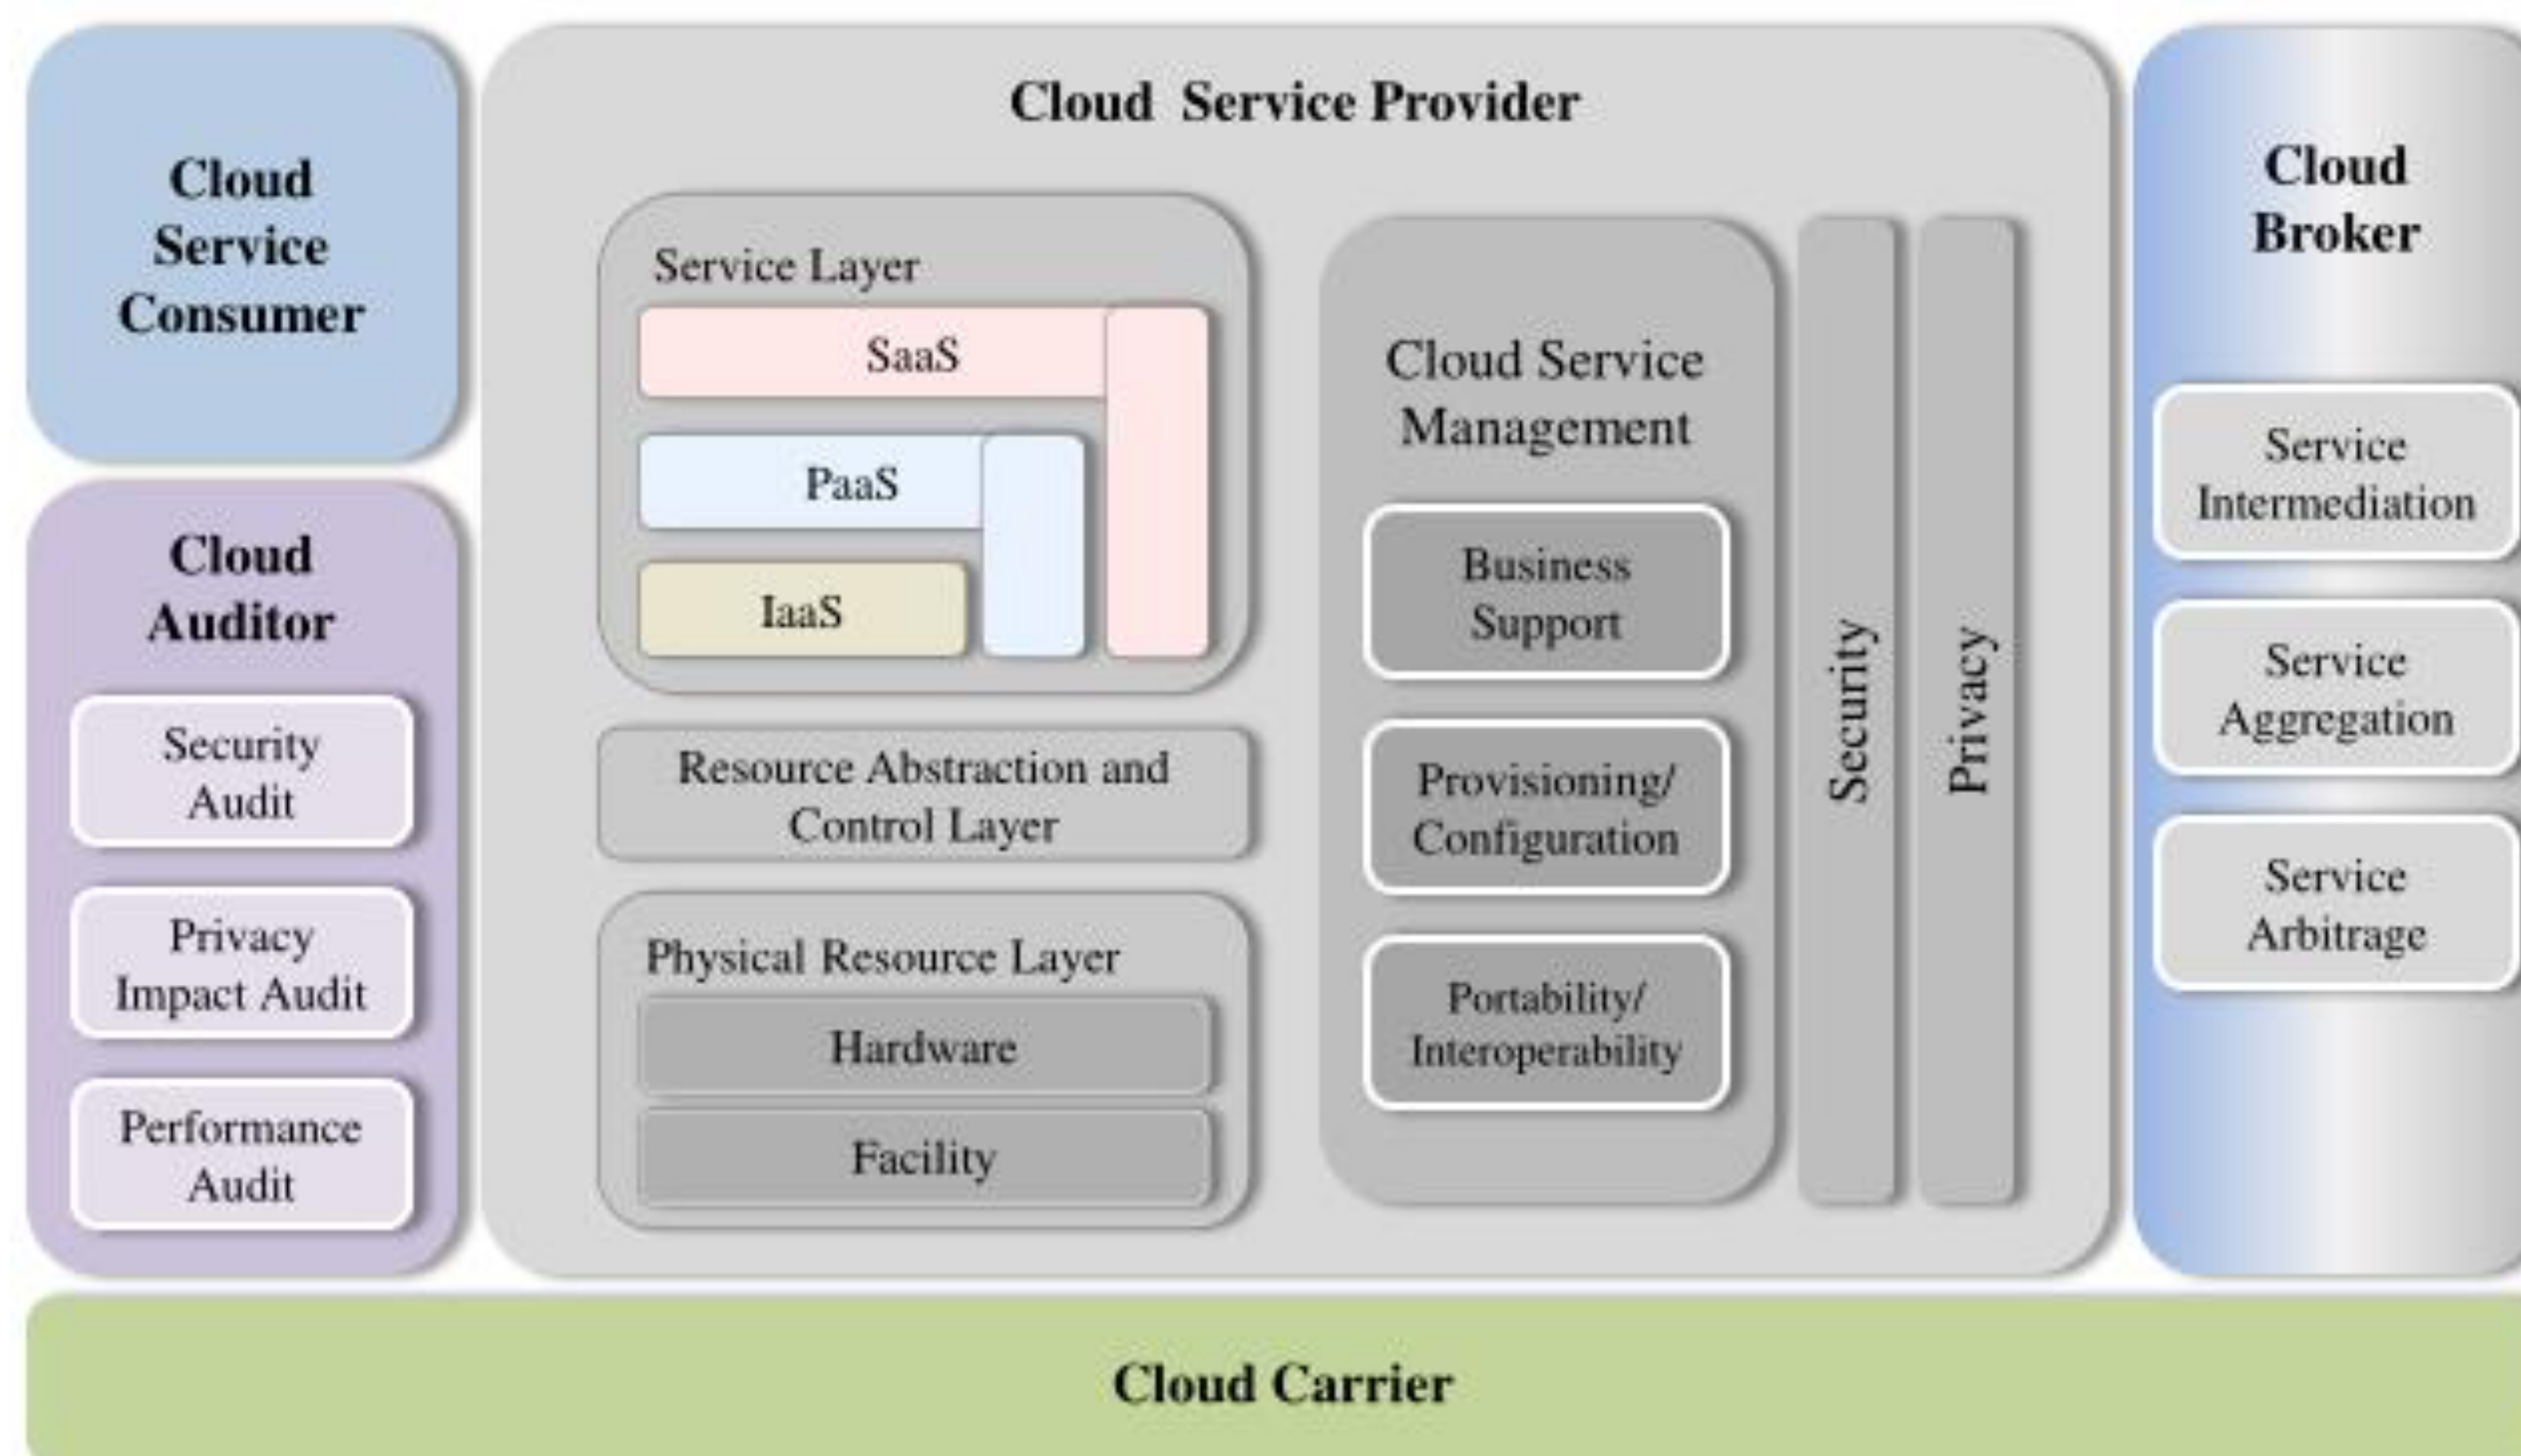 Cloud
Service
Consumer
Cloud
Auditor
Security
Audit
Privacy
Impact Audit
Performance
Audit
Cloud Service Provider
Service Layer
SaaS
PaaS
IaaS
Resource Abstraction and
Control Layer
Physical Resource Layer
Hardware
Facility
Cloud Service
Management
Business
Support
Provisioning/
Configuration
Portability/
Interoperability
Security
Privacy
Cloud
Broker
Service
Intermediation
Service
Aggregation
Service
Arbitrage
Cloud Carrier